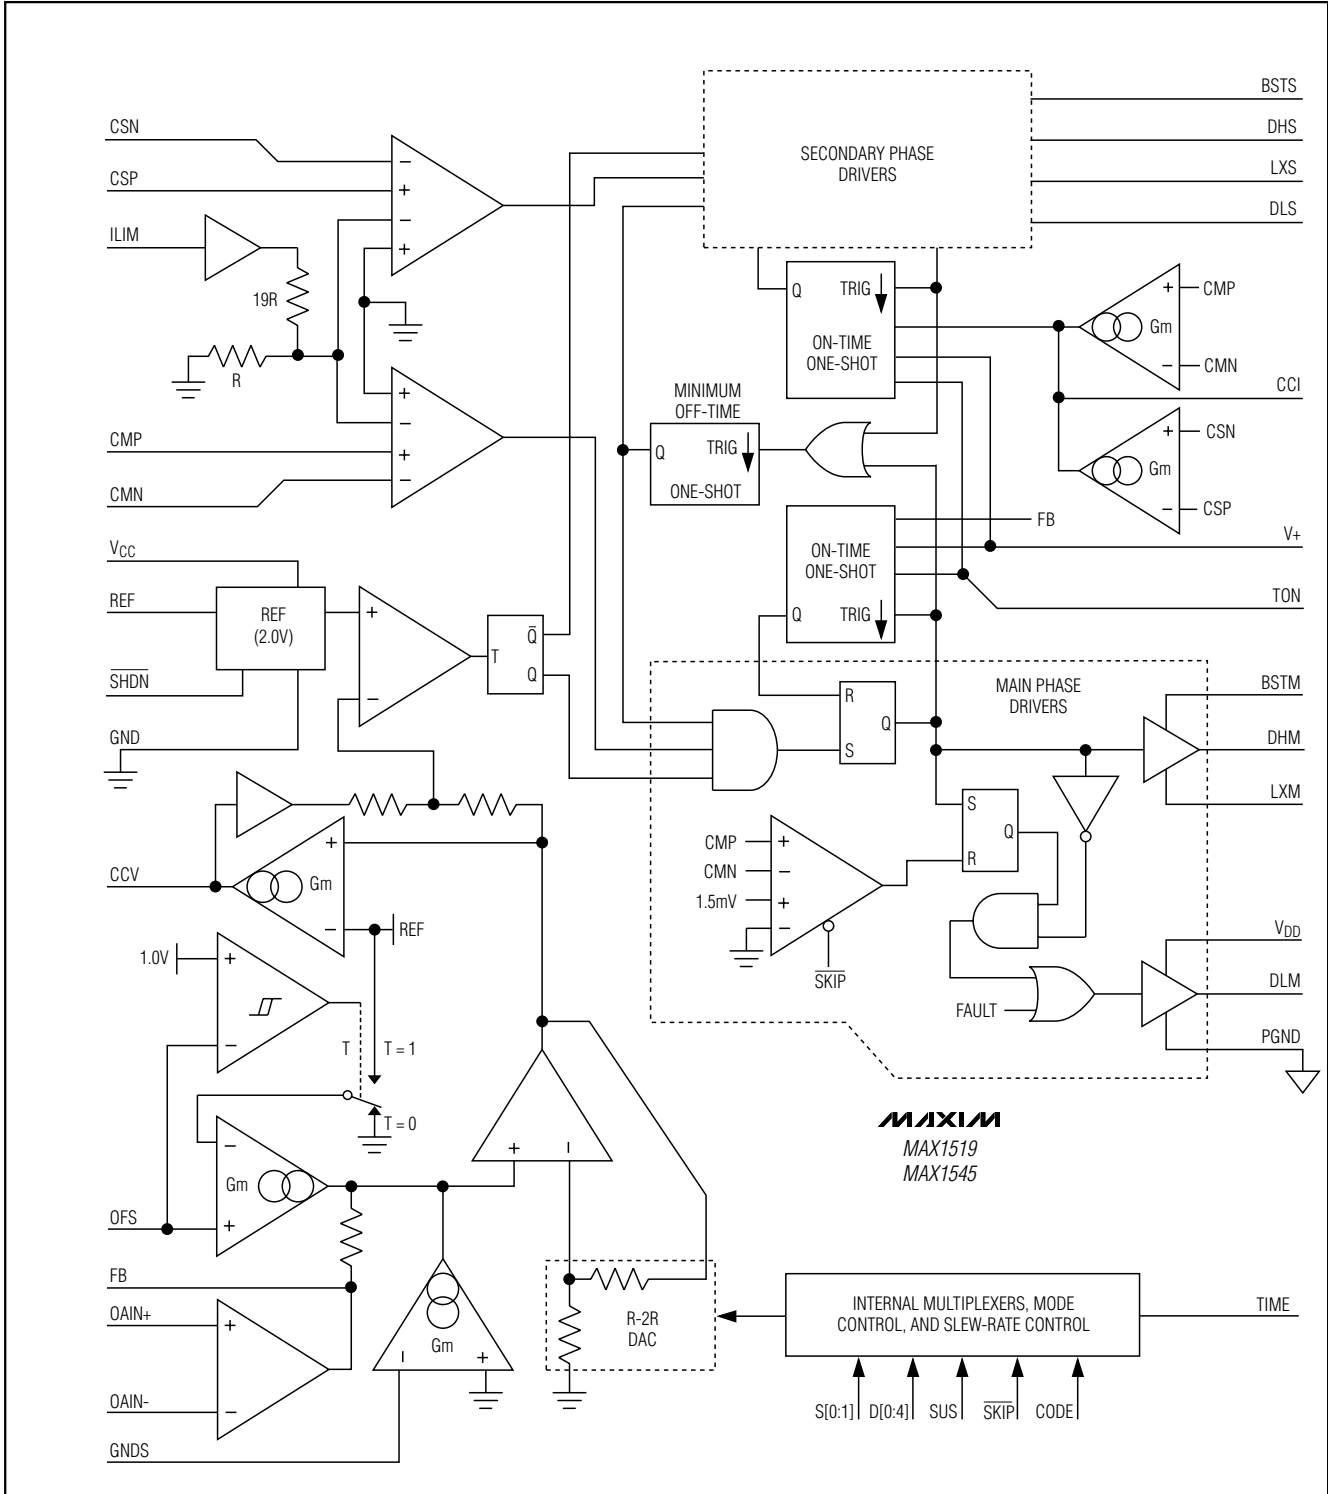 BSTS
DHS
LXS
DLS
SECONDARY PHASE
DRIVERS
CSN
CSP
ILIM
−
+
−
+
19R
R
Q
TRIG
ON-TIME
ONE-SHOT
+
CMP
Gm
−
CMN
CCI
MINIMUM
OFF-TIME
Q
TRIG
ONE-SHOT
+
−
+
−
CMP
CMN
+
CSN
Gm
−
CSP
VCC
REF
SHDN
GND
REF
(2.0V)
+
−
T
Q
Q
FB
ON-TIME
ONE-SHOT
Q
TRIG
V+
TON
MAIN PHASE
DRIVERS
BSTM
DHM
LXM
R
Q
S
S
Q
R
CMP
+
CMN
−
1.5mV
+
−
SKIP
FAULT
VDD
DLM
PGND
CCV
+
Gm
−
REF
1.0V
+
−
T
T = 1
T = 0
−
Gm
+
OFS
+
−
FB
OAIN+
OAIN-
+
−
−
Gm
+
GNDS
MAXIM
MAX1519
MAX1545
R-2R
DAC
INTERNAL MULTIPLEXERS, MODE
CONTROL, AND SLEW-RATE CONTROL
TIME
S[0:1]
D[0:4]
SUS
SKIP
CODE